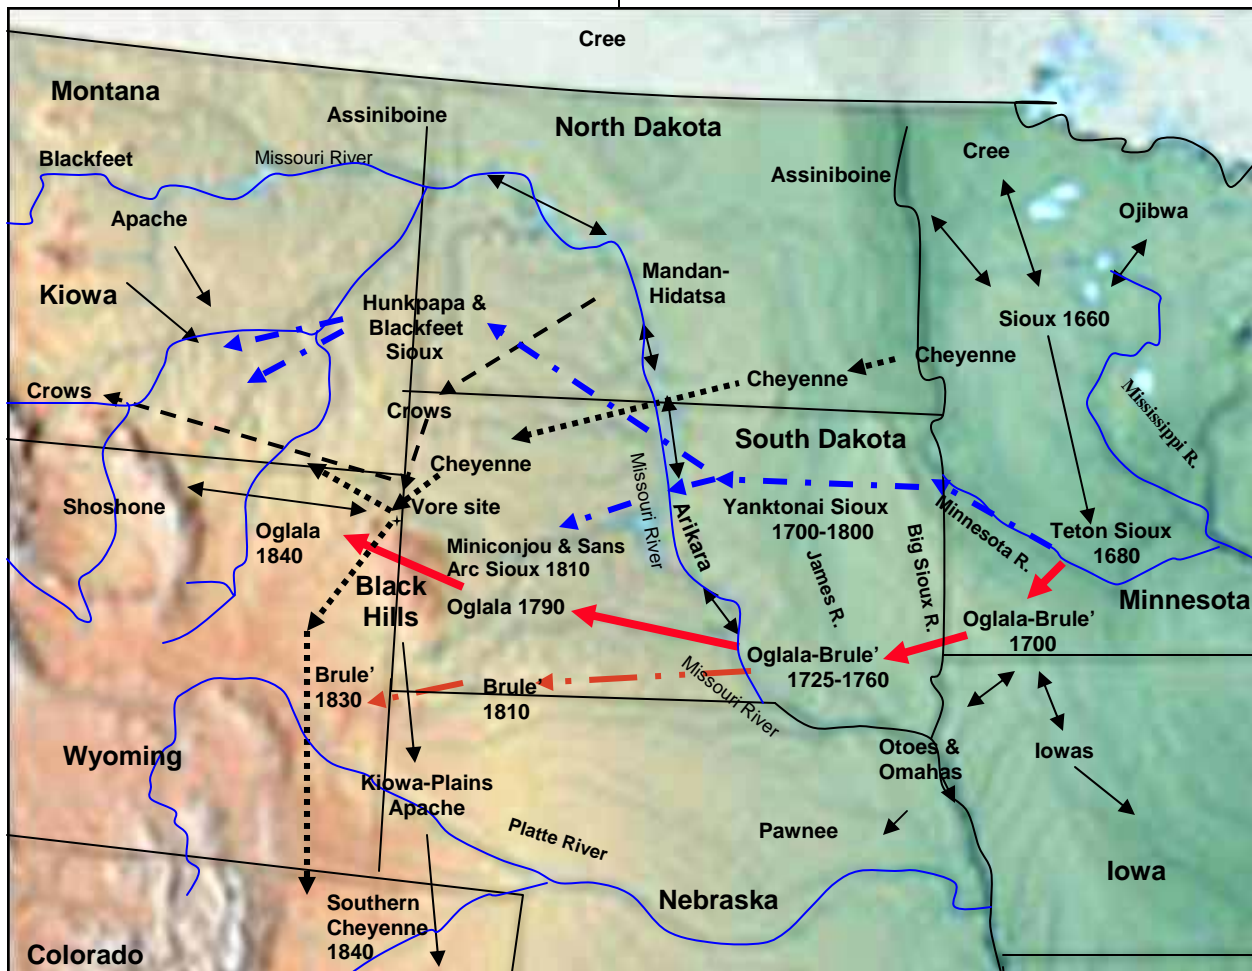 Cree
Montana
Assiniboine
North Dakota
Blackfeet
Missouri River
Cree
Assiniboine
Ojibwa
Apache
Kiowa
Mandan-
Hidatsa
Hunkpapa &
Blackfeet
Sioux
Sioux 1660
Cheyenne
Cheyenne
Crows
Crows
Mississippi R.
South Dakota
Cheyenne
Missouri River
Shoshone
Vore site
Yanktonai Sioux
1700-1800
Minnesota R.
Arikara
Big Sioux R.
Teton Sioux
1680
Oglala
1840
Miniconjou & Sans
Arc Sioux 1810
James R.
Black
Hills
Oglala 1790
Minnesota
Oglala-Brule’
1700
Oglala-Brule’
1725-1760
Missouri River
Brule’
1830
Brule’
1810
Wyoming
Otoes &
Omahas
Iowas
Kiowa-Plains
Apache
Platte River
Pawnee
Iowa
Nebraska
Southern
Cheyenne
1840
Colorado